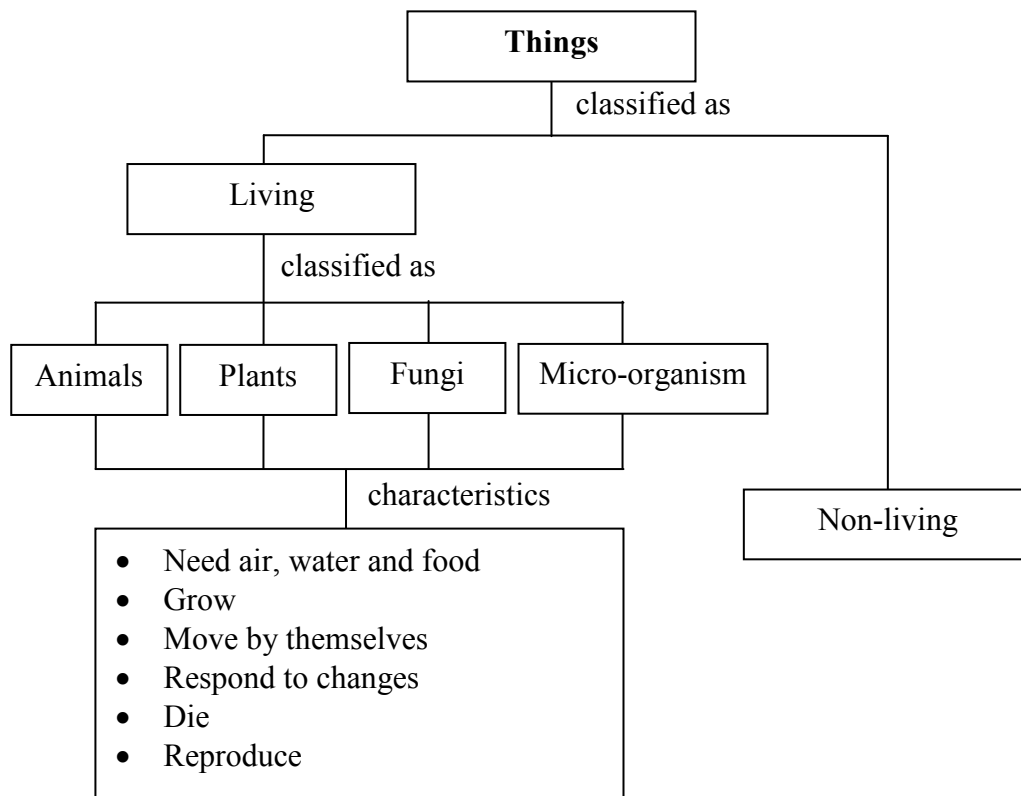 Things
classified as
Living
classified as
Animals
Plants
Fungi
Micro-organism
characteristics
Non-living
• Need air, water and food
• Grow
• Move by themselves
• Respond to changes
• Die
• Reproduce